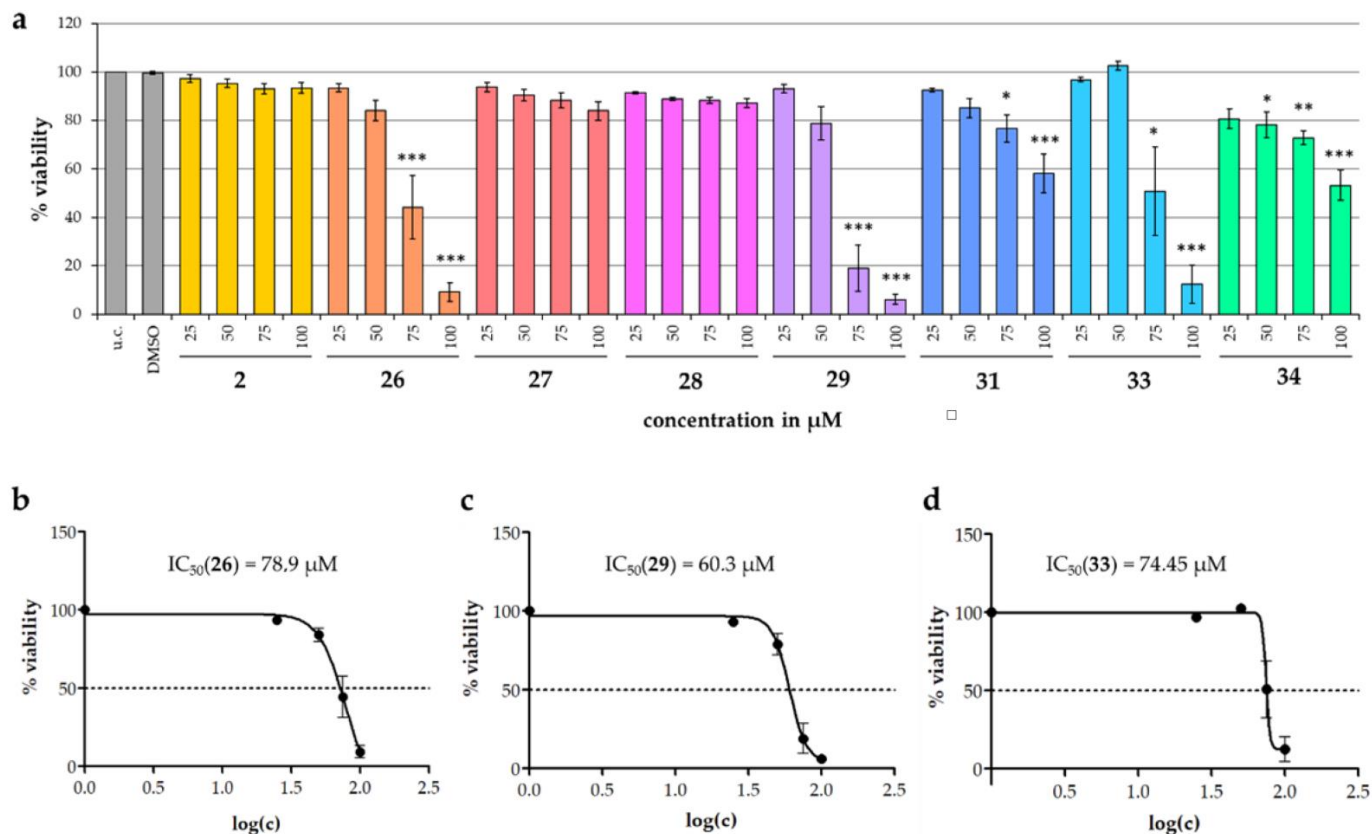 a
120
100
80
60
40
20
0
% viability
*** *** *** *** * *** * *** * ** ***
u.c. DMSO 25 50 75 100 25 50 75 100 25 50 75 100 25 50 75 100 25 50 75 100 25 50 75 100 25 50 75 100 25 50 75 100
2 26 27 28 29 31 33 34
concentration in µM
b
IC50(26) = 78,9 µM
150
100
50
0
% viability
0.0 0.5 1.0 1.5 2.0 2.5
log(c)
c
IC50(29) = 60.3 µM
150
100
50
0
% viability
0.0 0.5 1.0 1.5 2.0 2.5
log(c)
d
IC50(33) = 74.45 µM
150
100
50
0
% viability
0.5 1.0 1.5 2.0 2.5
log(c)